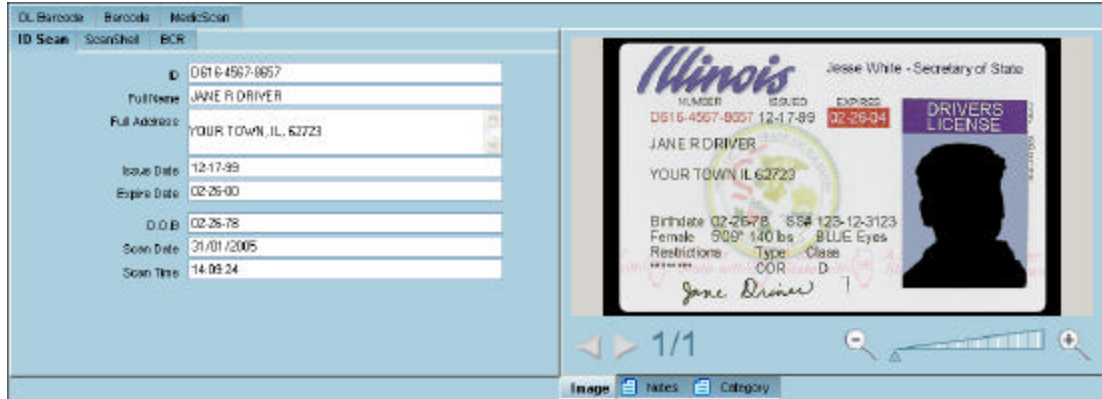 DL Barcode Barcode MedicScan
ID Scan ScanShell BCR
ID D616-4567-8657
Full Name JANE R DRIVER
Full Address YOUR TOWN, IL, 62723
Issue Date 12-17-99
Expire Date 02-26-00
D.O.B 02-26-78
Scan Date 31/01/2005
Scan Time 14:09:24
Illinois Jesse White - Secretary of State
NUMBER ISSUED EXPIRES
D616-4567-8657 12-17-99 02-26-04
DRIVERS
LICENSE
JANE R DRIVER
YOUR TOWN IL 62723
Birthdate 02-26-78 SS# 123-12-3123
Female 5'09" 140 lbs BLUE Eyes
Restrictions Type Class
******** COR D
Jane Driver
1/1
Image Notes Category